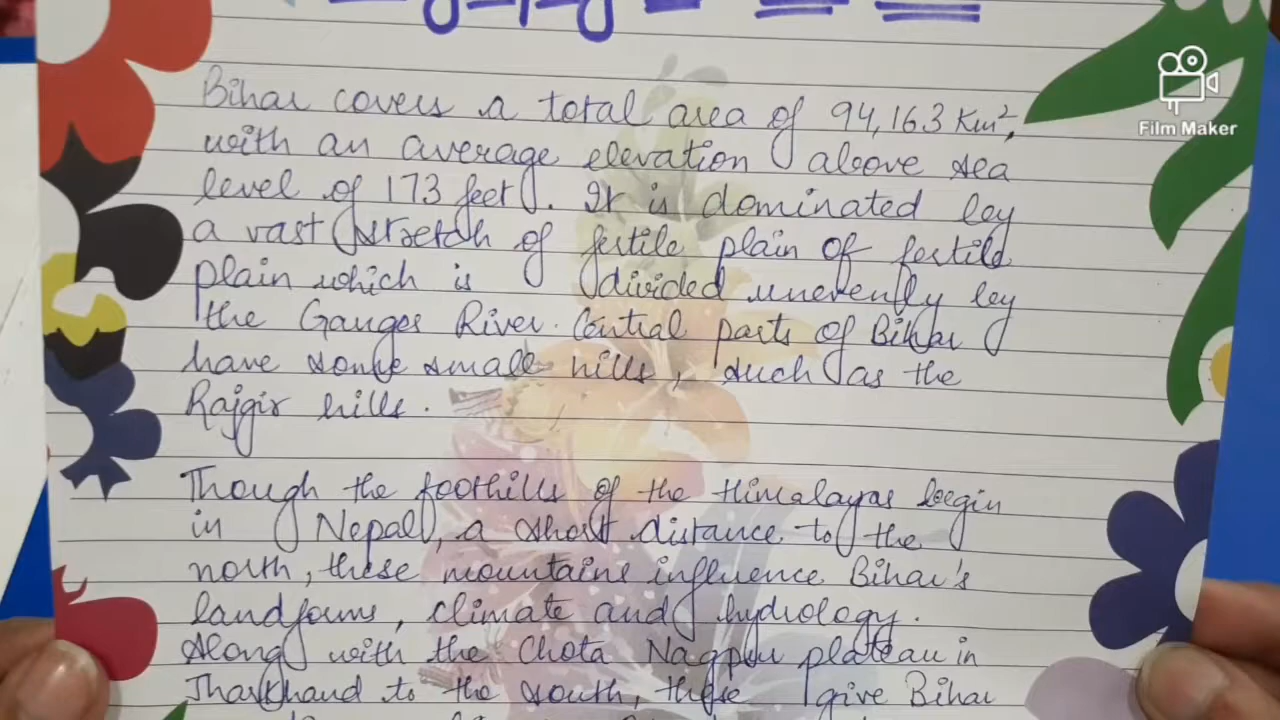 Bihar covers a total area of 94,163 Km²,
with an average elevation above sea
level of 173 feet. It is dominated by
a vast stretch of fertile plain of fertile
plain which is divided unevenly by
the Ganges River. Central parts of Bihar
have some small hills, such as the
Rajgir hills.
Though the foothills of the Himalayas begin
in Nepal, a short distance to the
north, these mountains influence Bihar's
landforms, climate and hydrology.
Along with the Chota Nagpur plateau in
Jharkhand to the south, these give Bihar
Film Maker